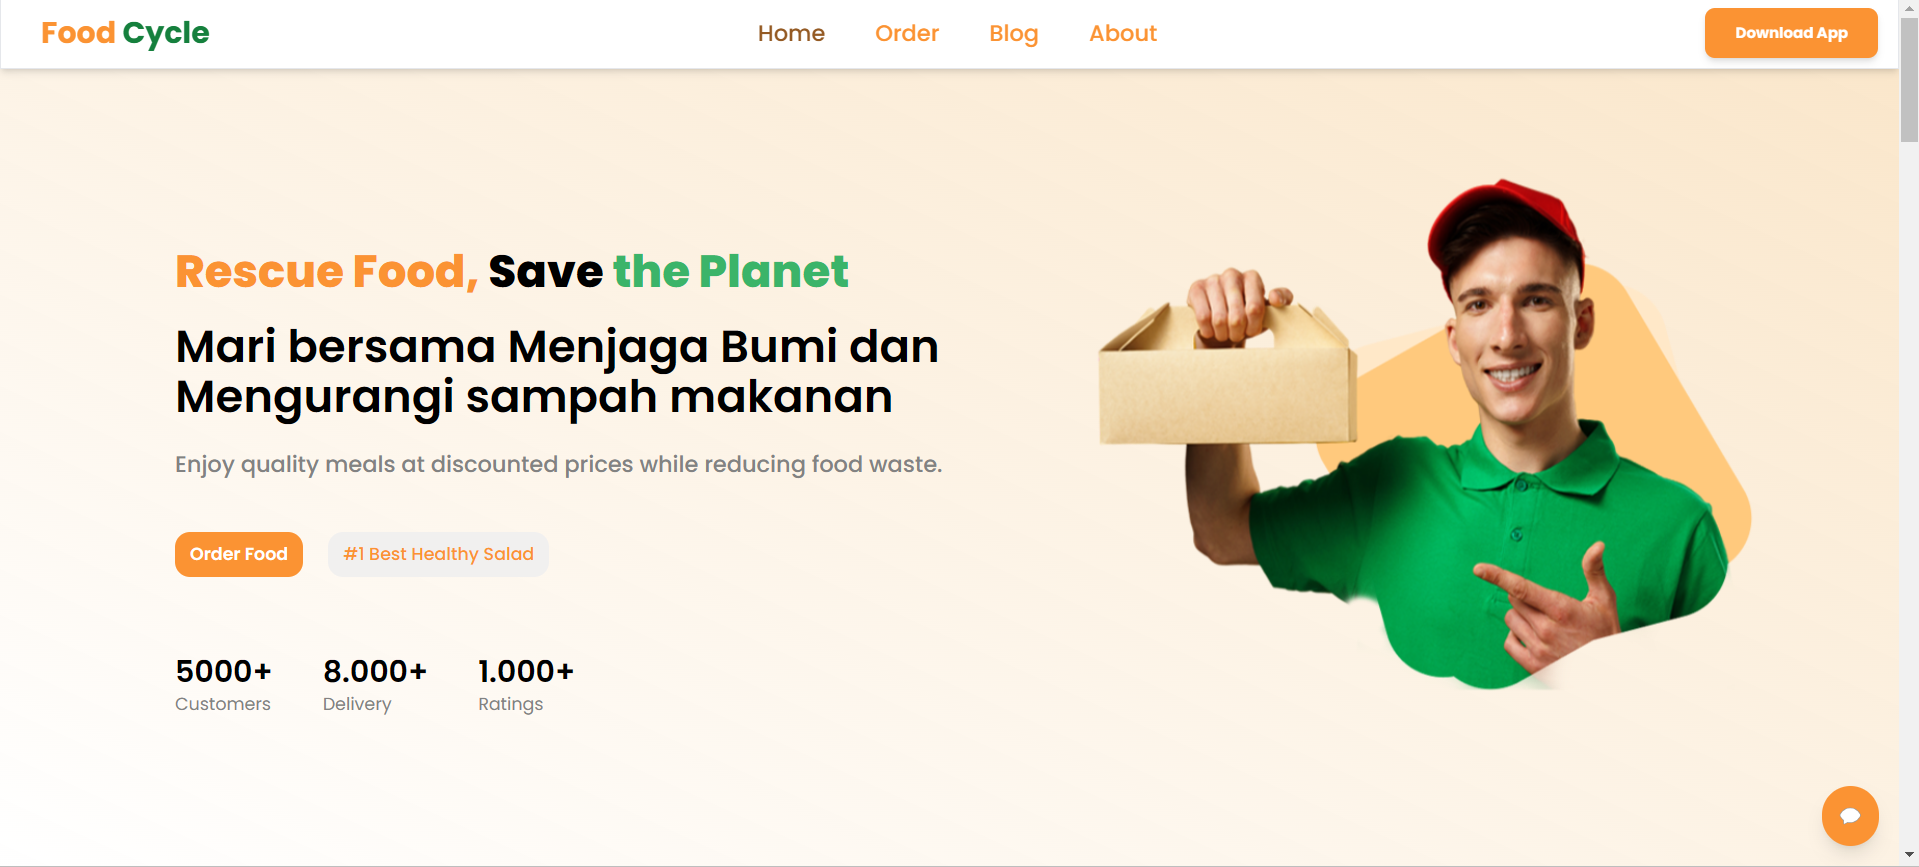 Food Cycle
Home
Order
Blog
About
Download App
Rescue Food, Save the Planet
Mari bersama Menjaga Bumi dan
Mengurangi sampah makanan
Enjoy quality meals at discounted prices while reducing food waste.
Order Food
#1 Best Healthy Salad
5000+
Customers
8.000+
Delivery
1.000+
Ratings